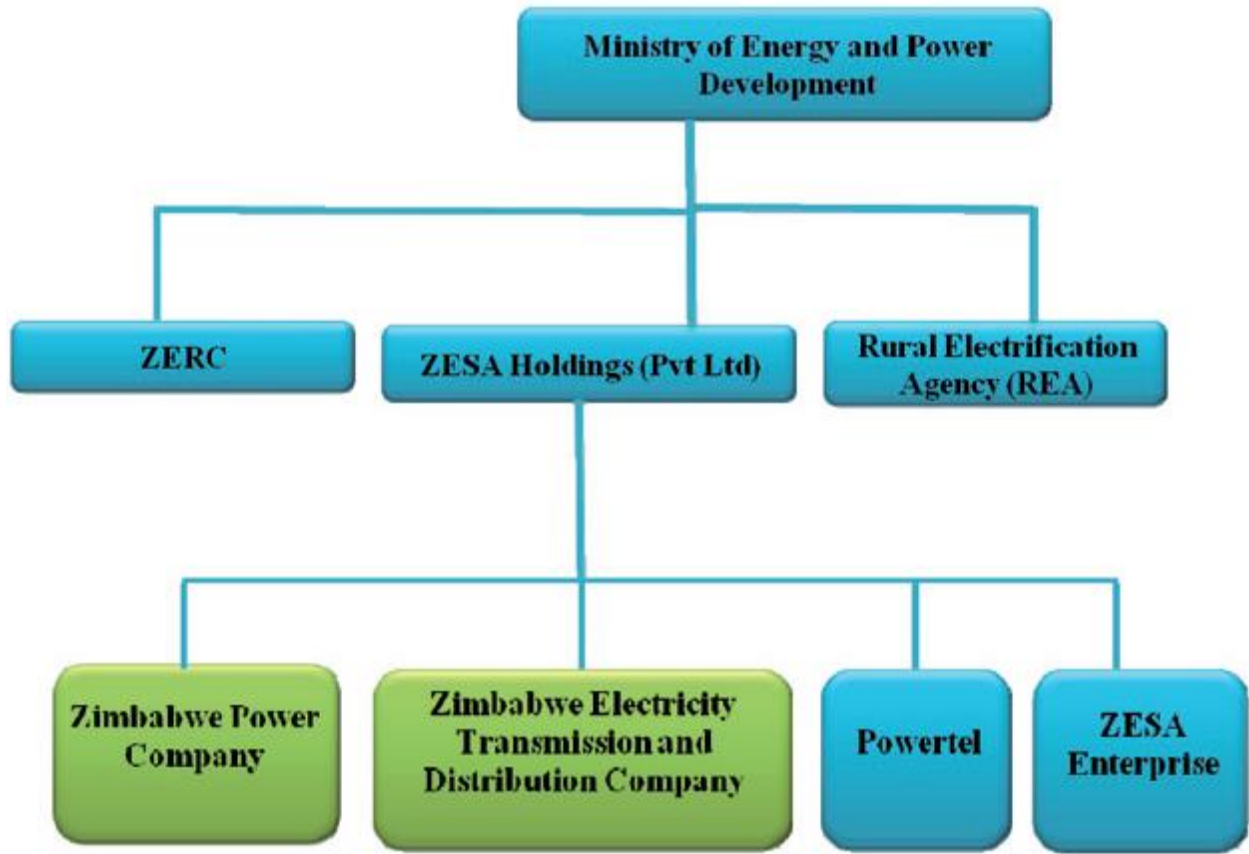 Ministry of Energy and Power
Development
ZERC
ZESA Holdings (Pvt Ltd)
Rural Electrification
Agency (REA)
Zimbabwe Power
Company
Zimbabwe Electricity
Transmission and
Distribution Company
Powertel
ZESA
Enterprise